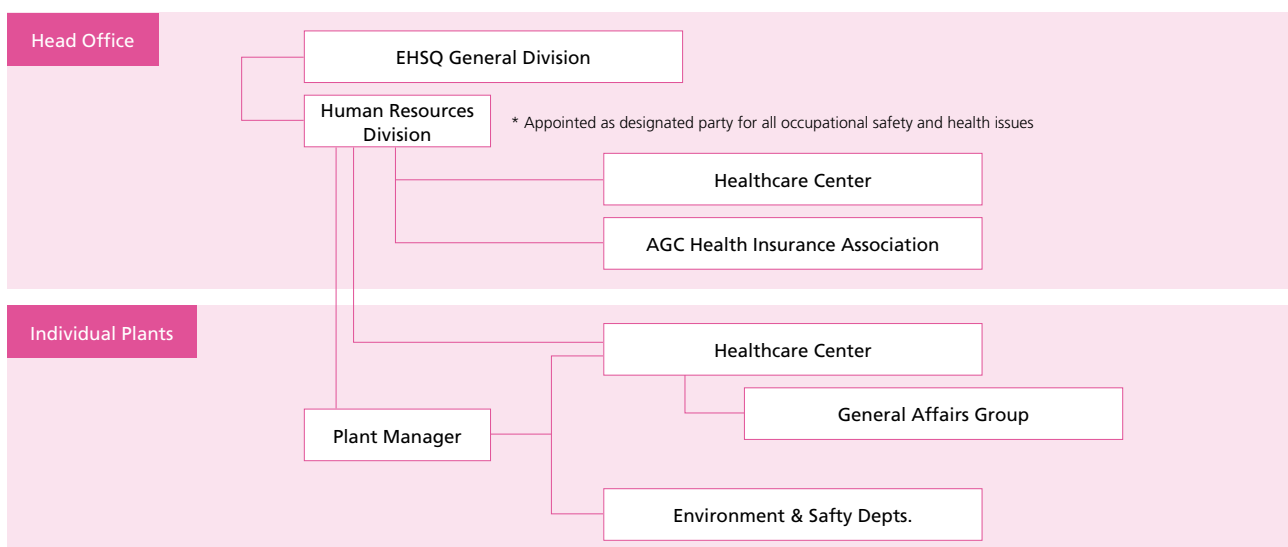 Head Office
EHSQ General Division
Human Resources
Division
* Appointed as designated party for all occupational safety and health issues
Healthcare Center
AGC Health Insurance Association
Individual Plants
Healthcare Center
General Affairs Group
Plant Manager
Environment & Safty Depts.